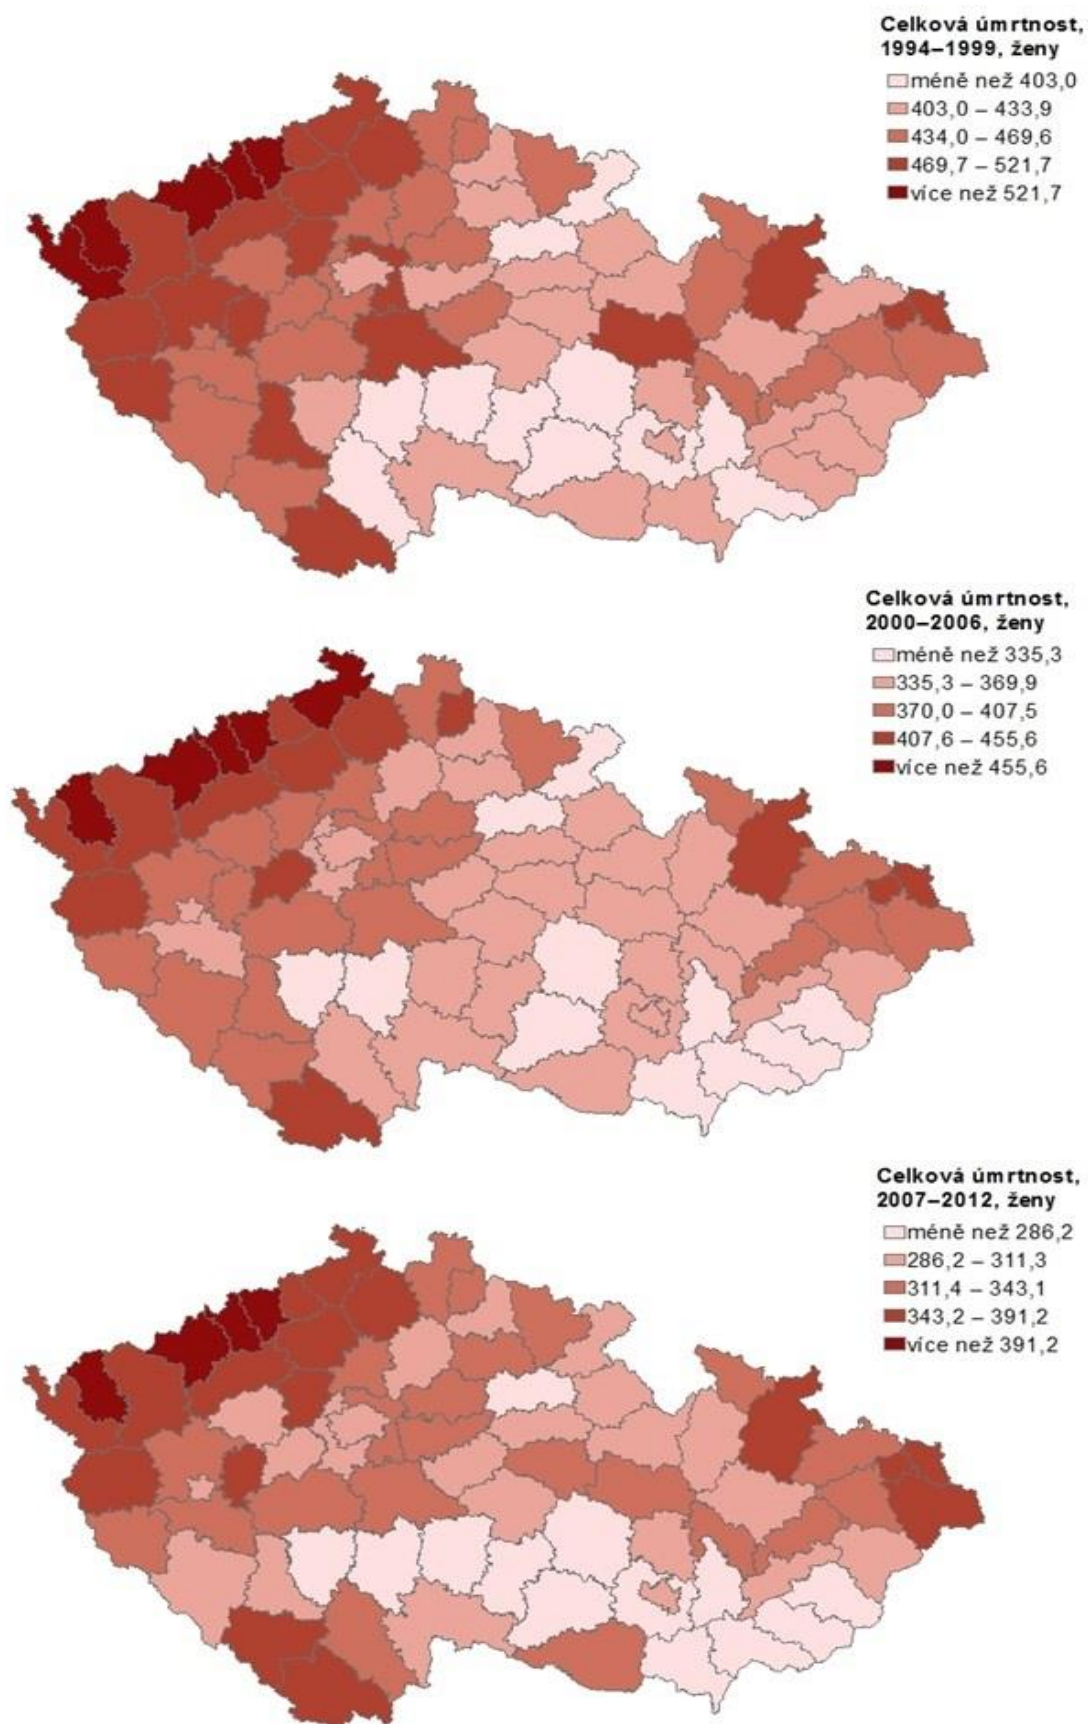 Celková úmrtnost,
1994–1999, ženy
méně než 403,0
403,0 – 433,9
434,0 – 469,6
469,7 – 521,7
více než 521,7
Celková úmrtnost,
2000–2006, ženy
méně než 335,3
335,3 – 369,9
370,0 – 407,5
407,6 – 455,6
více než 455,6
Celková úmrtnost,
2007–2012, ženy
méně než 286,2
286,2 – 311,3
311,4 – 343,1
343,2 – 391,2
více než 391,2